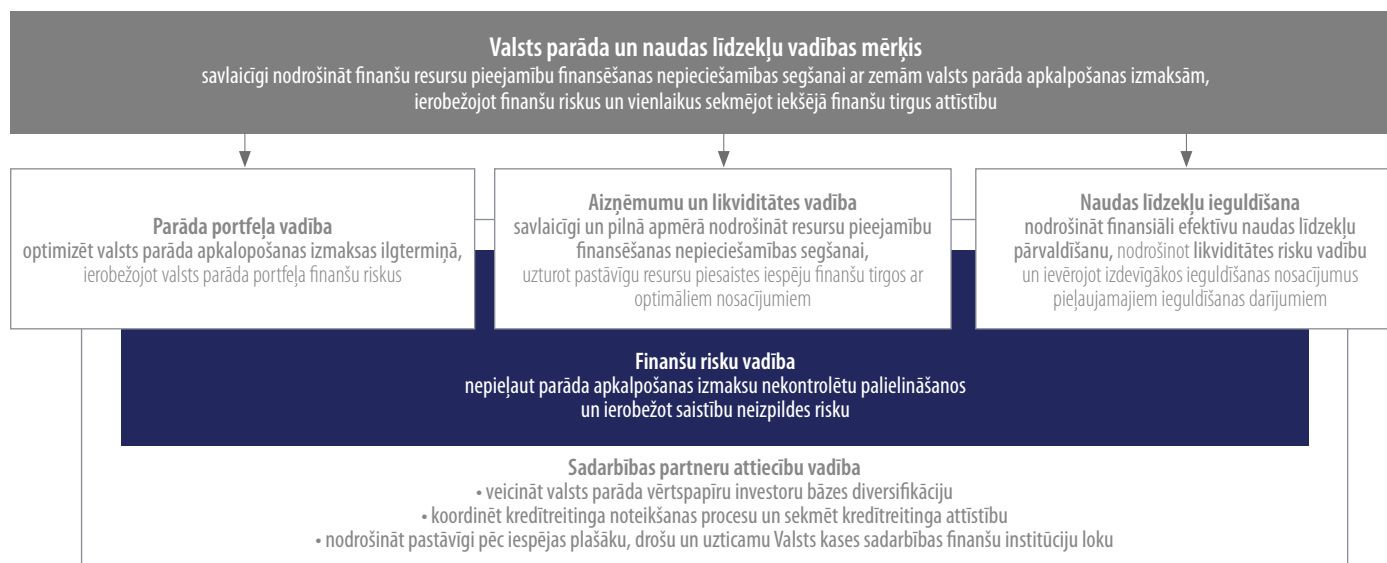 Valsts parāda un naudas līdzekļu vadības mērķis
savlaicīgi nodrošināt finanšu resursu pieejamību finansēšanas nepieciešamības segšanai ar zemām valsts parāda apkalpošanas izmaksām,
ierobežojot finanšu riskus un vienlaikus sekmējot iekšējā finanšu tirgus attīstību
Parāda portfeļa vadība
optimizēt valsts parāda apkalopošanas izmaksas ilgtermiņā,
ierobežojot valsts parāda portfeļa finanšu riskus
Aizņēmumu un likviditātes vadība
savlaicīgi un pilnā apmērā nodrošināt resursu pieejamību
finansēšanas nepieciešamības segšanai,
uzturot pastāvīgu resursu piesaistes iespēju finanšu tirgos ar
optimāliem nosacījumiem
Naudas līdzekļu ieguldīšana
nodrošināt finansiāli efektīvu naudas līdzekļu
pārvaldīšanu, nodrošinot likviditātes risku vadību
un ievērojot izdevīgākos ieguldīšanas nosacījumus
pieļaujamajiem ieguldīšanas darījumiem
Finanšu risku vadība
nepieļaut parāda apkalpošanas izmaksu nekontrolētu palielināšanos
un ierobežot saistību neizpildes risku
Sadarbības partneru attiecību vadība
• veicināt valsts parāda vērtspapīru investoru bāzes diversifikāciju
• koordinēt kredītreitinga noteikšanas procesu un sekmēt kredītreitinga attīstību
• nodrošināt pastāvīgi pēc iespējas plašāku, drošu un uzticamu Valsts kases sadarbības finanšu institūciju loku